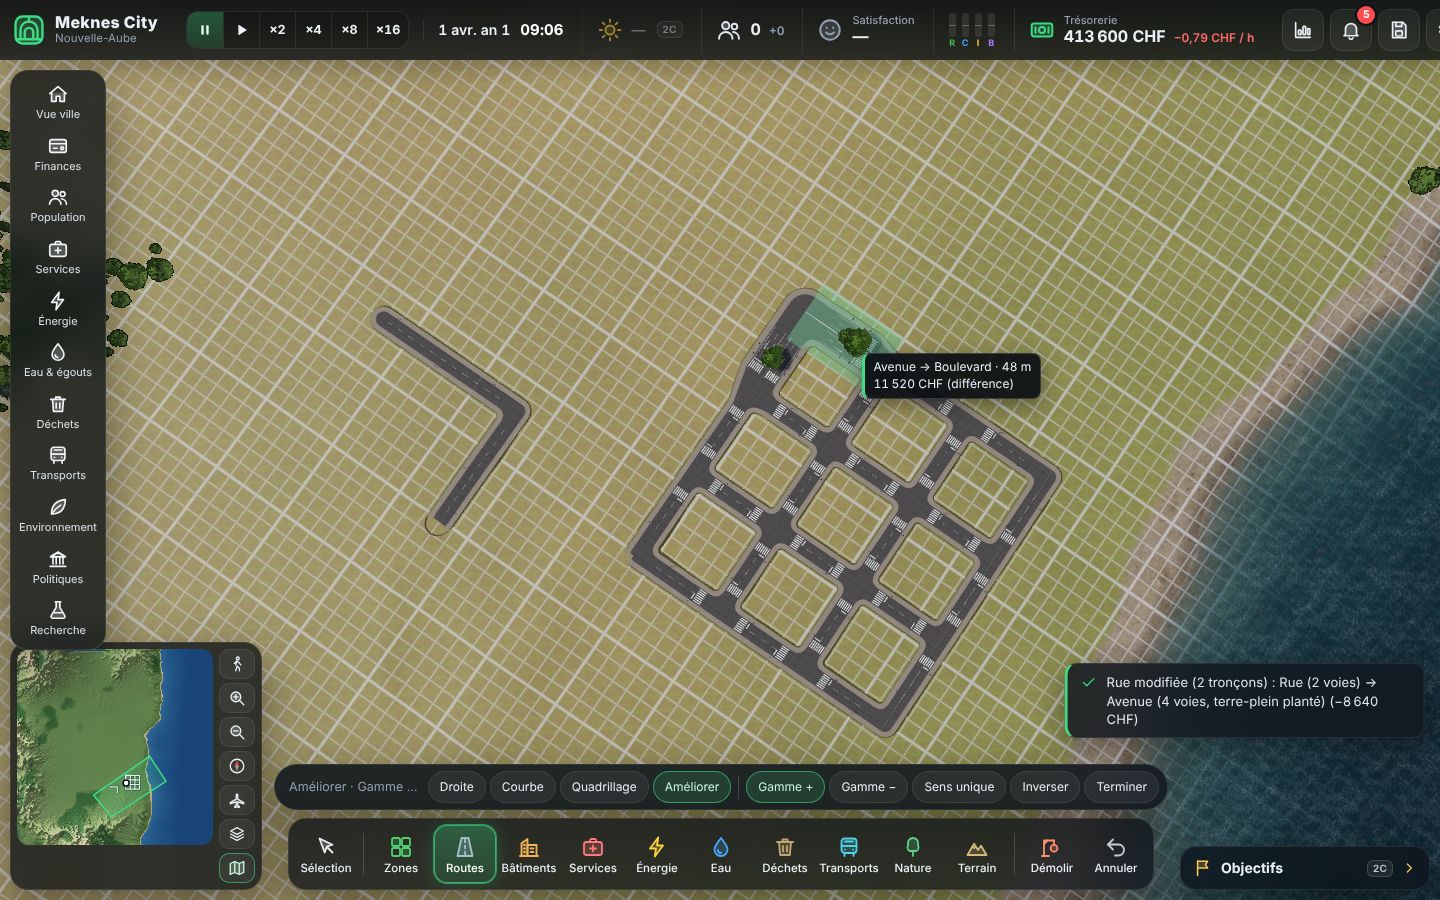 Meknes City
Nouvelle-Aube
×2
×4
×8
×16
1 avr. an 1 09:06
— 2C
0 +0
Satisfaction
—
R C I B
Trésorerie
413 600 CHF −0,79 CHF / h
5
Vue ville
Finances
Population
Services
Énergie
Eau & égouts
Déchets
Transports
Environnement
Politiques
Recherche
Avenue → Boulevard · 48 m
11 520 CHF (différence)
Rue modifiée (2 tronçons) : Rue (2 voies) →
Avenue (4 voies, terre-plein planté) (−8 640
CHF)
Améliorer · Gamme ...
Droite
Courbe
Quadrillage
Améliorer
Gamme +
Gamme −
Sens unique
Inverser
Terminer
Sélection
Zones
Routes
Bâtiments
Services
Énergie
Eau
Déchets
Transports
Nature
Terrain
Démolir
Annuler
Objectifs 2C